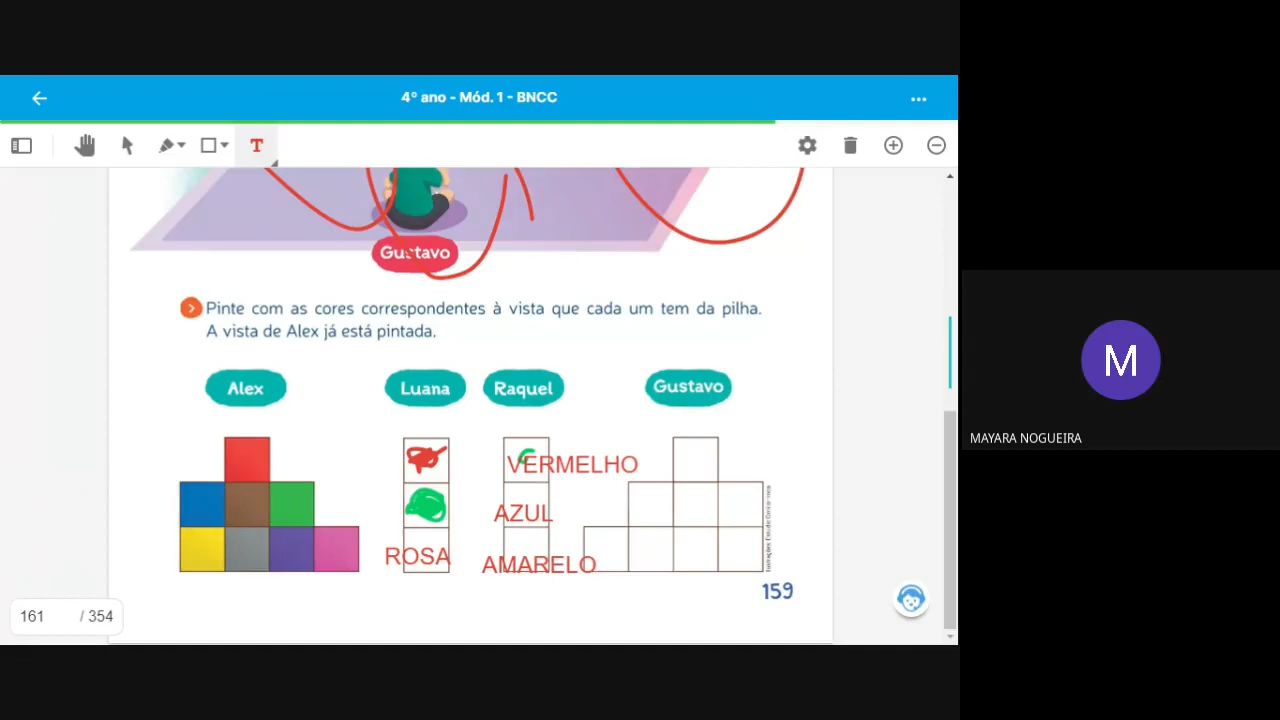 4º ano - Mód. 1 - BNCC
T
Gustavo
Pinte com as cores correspondentes à vista que cada um tem da pilha.
A vista de Alex já está pintada.
Alex
Luana
Raquel
Gustavo
VERMELHO
AZUL
ROSA
AMARELO
159
161 / 354
M
MAYARA NOGUEIRA